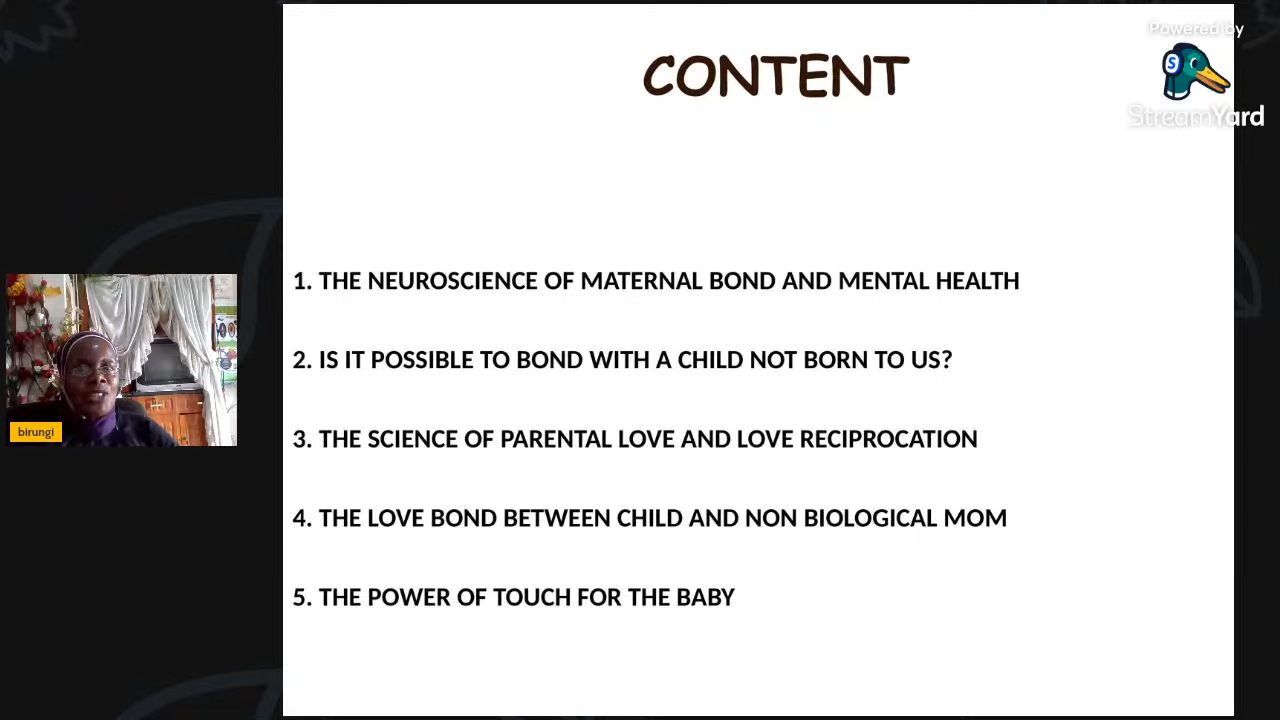 CONTENT
Powered by
StreamYard
1. THE NEUROSCIENCE OF MATERNAL BOND AND MENTAL HEALTH
2. IS IT POSSIBLE TO BOND WITH A CHILD NOT BORN TO US?
3. THE SCIENCE OF PARENTAL LOVE AND LOVE RECIPROCATION
birungi
4. THE LOVE BOND BETWEEN CHILD AND NON BIOLOGICAL MOM
5. THE POWER OF TOUCH FOR THE BABY